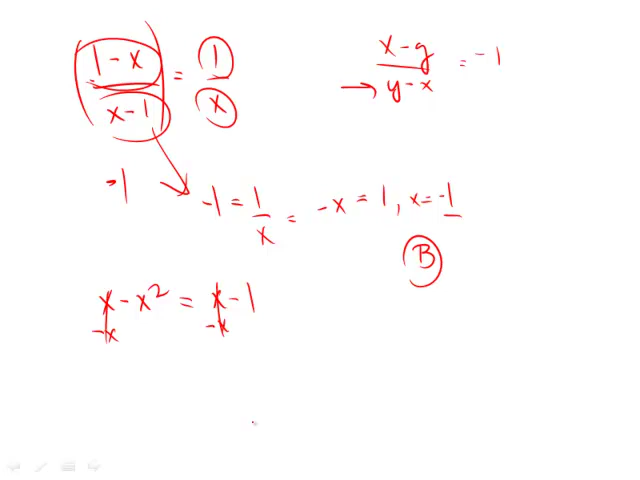 (1 - x)/(x - 1) = 1/x
(x - y)/(y - x) = -1
-1
-1 = 1/x = -x = 1, x = -1
B
x - x² = x - 1
-x -x